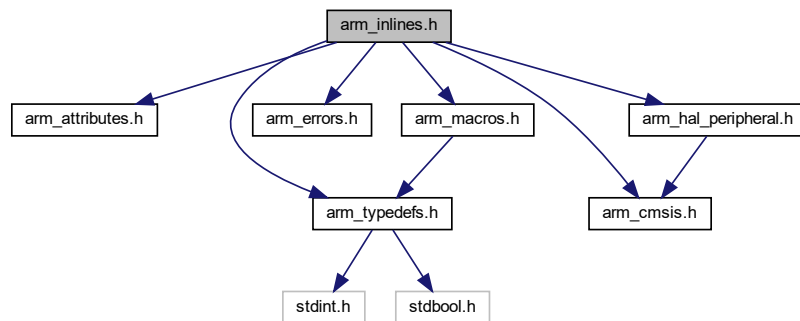 arm_inlines.h
arm_attributes.h
arm_errors.h
arm_macros.h
arm_hal_peripheral.h
arm_typedefs.h
arm_cmsis.h
stdint.h
stdbool.h